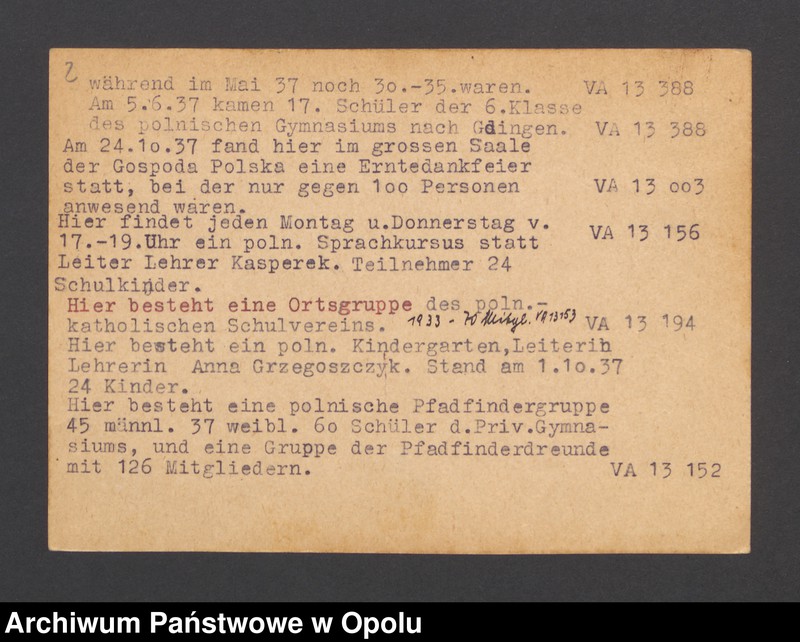 2
während im Mai 37 noch 3o.-35.waren. VA 13 388
Am 5.6.37 kamen 17. Schüler der 6.Klasse
des polnischen Gymnasiums nach Gdingen. VA 13 388
Am 24.1o.37 fand hier im grossen Saale
der Gospoda Polska eine Erntedankfeier
statt, bei der nur gegen 1oo Personen VA 13 oo3
anwesend waren.
Hier findet jeden Montag u.Donnerstag v.
17.-19.Uhr ein poln. Sprachkursus statt VA 13 156
Leiter Lehrer Kasperek. Teilnehmer 24
Schulkinder.
Hier besteht eine Ortsgruppe des poln.-
katholischen Schulvereins. 1933 - 70 Mitgl. VA 13153 VA 13 194
Hier besteht ein poln. Kindergarten,Leiterin
Lehrerin Anna Grzegoszczyk. Stand am 1.1o.37
24 Kinder.
Hier besteht eine polnische Pfadfindergruppe
45 männl. 37 weibl. 6o Schüler d.Priv.Gymna-
siums, und eine Gruppe der Pfadfinderdreunde
mit 126 Mitgliedern. VA 13 152
Archiwum Państwowe w Opolu